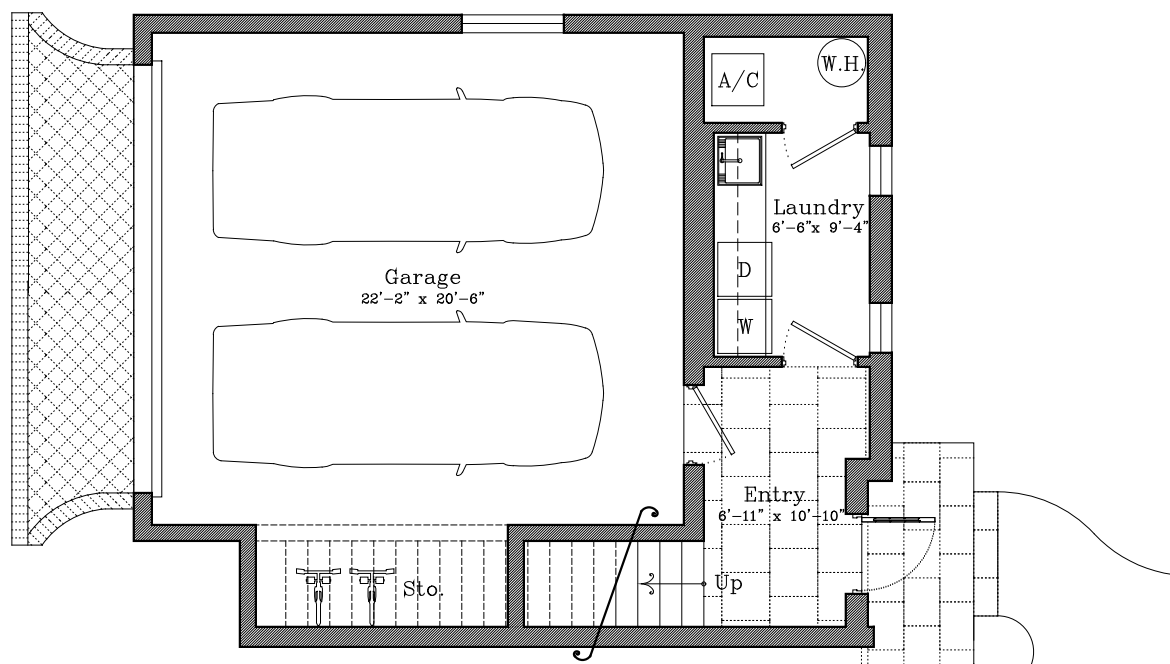 A/C
W.H.
Laundry
6'-6"x 9'-4"
D
W
Garage
22'-2" x 20'-6"
Entry
6'-11" x 10'-10"
Sto.
Up